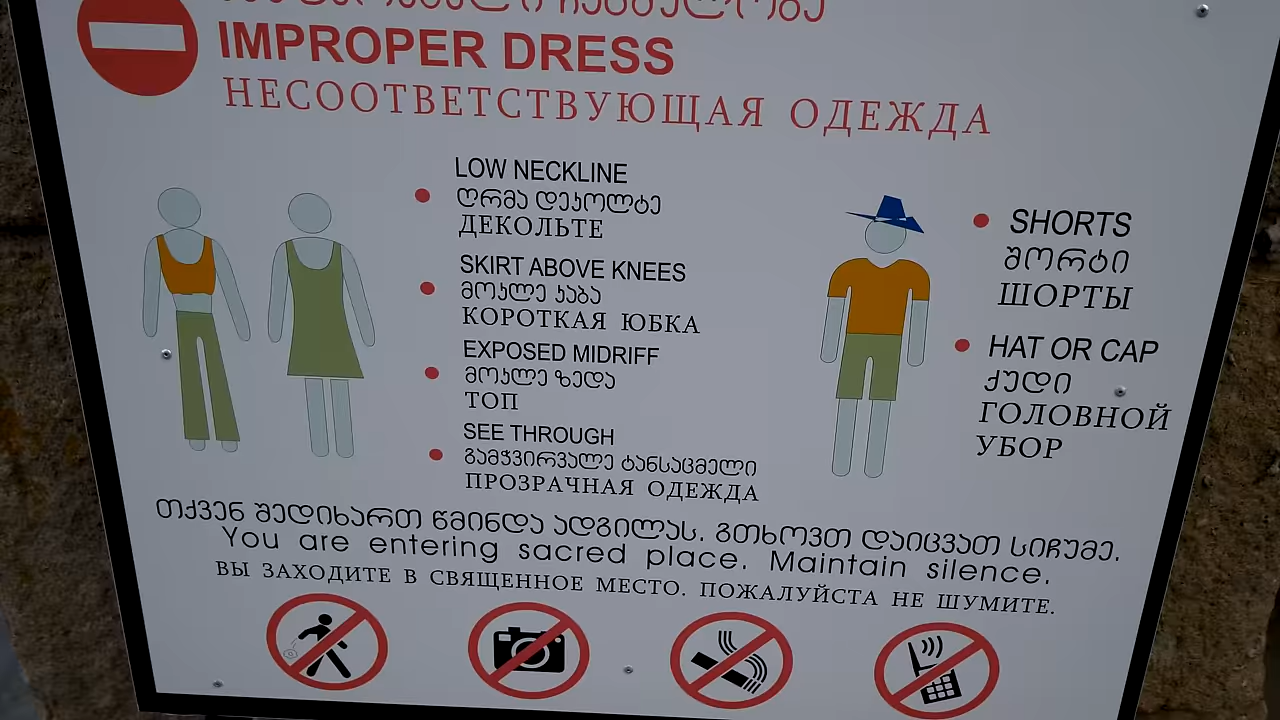 IMPROPER DRESS
НЕСООТВЕТСТВУЮЩАЯ ОДЕЖДА
LOW NECKLINE
ღრმა დეკოლტე
ДЕКОЛЬТЕ
SKIRT ABOVE KNEES
მოკლე კაბა
КОРОТКАЯ ЮБКА
EXPOSED MIDRIFF
მოკლე ზედა
ТОП
SEE THROUGH
გამჭვირვალე ტანსაცმელი
ПРОЗРАЧНАЯ ОДЕЖДА
SHORTS
შორტი
ШОРТЫ
HAT OR CAP
ქუდი
ГОЛОВНОЙ
УБОР
თქვენ შედიხართ წმინდა ადგილას. გთხოვთ დაიცვათ სიჩუმე.
You are entering sacred place. Maintain silence.
ВЫ ЗАХОДИТЕ В СВЯЩЕННОЕ МЕСТО. ПОЖАЛУЙСТА НЕ ШУМИТЕ.